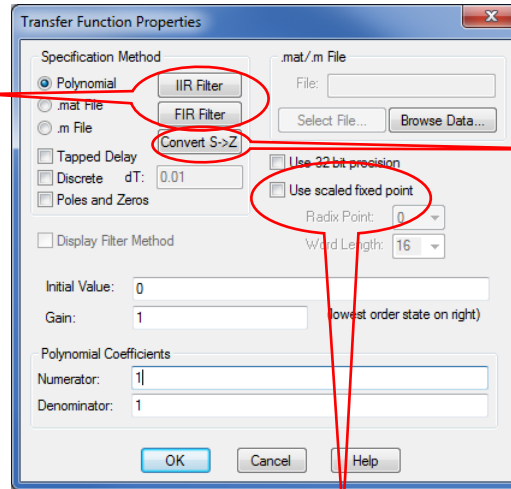 Transfer Function Properties
Specification Method
Polynomial
.mat File
.m File
IIR Filter
FIR Filter
Convert S->Z
Tapped Delay
Discrete dT: 0.01
Poles and Zeros
Display Filter Method
.mat/.m File
File:
Select File... Browse Data...
Use 32 bit precision
Use scaled fixed point
Radix Point: 0
Word Length: 16
Initial Value: 0
Gain: 1 (lowest order state on right)
Polynomial Coefficients
Numerator: 1
Denominator: 1
OK Cancel Help